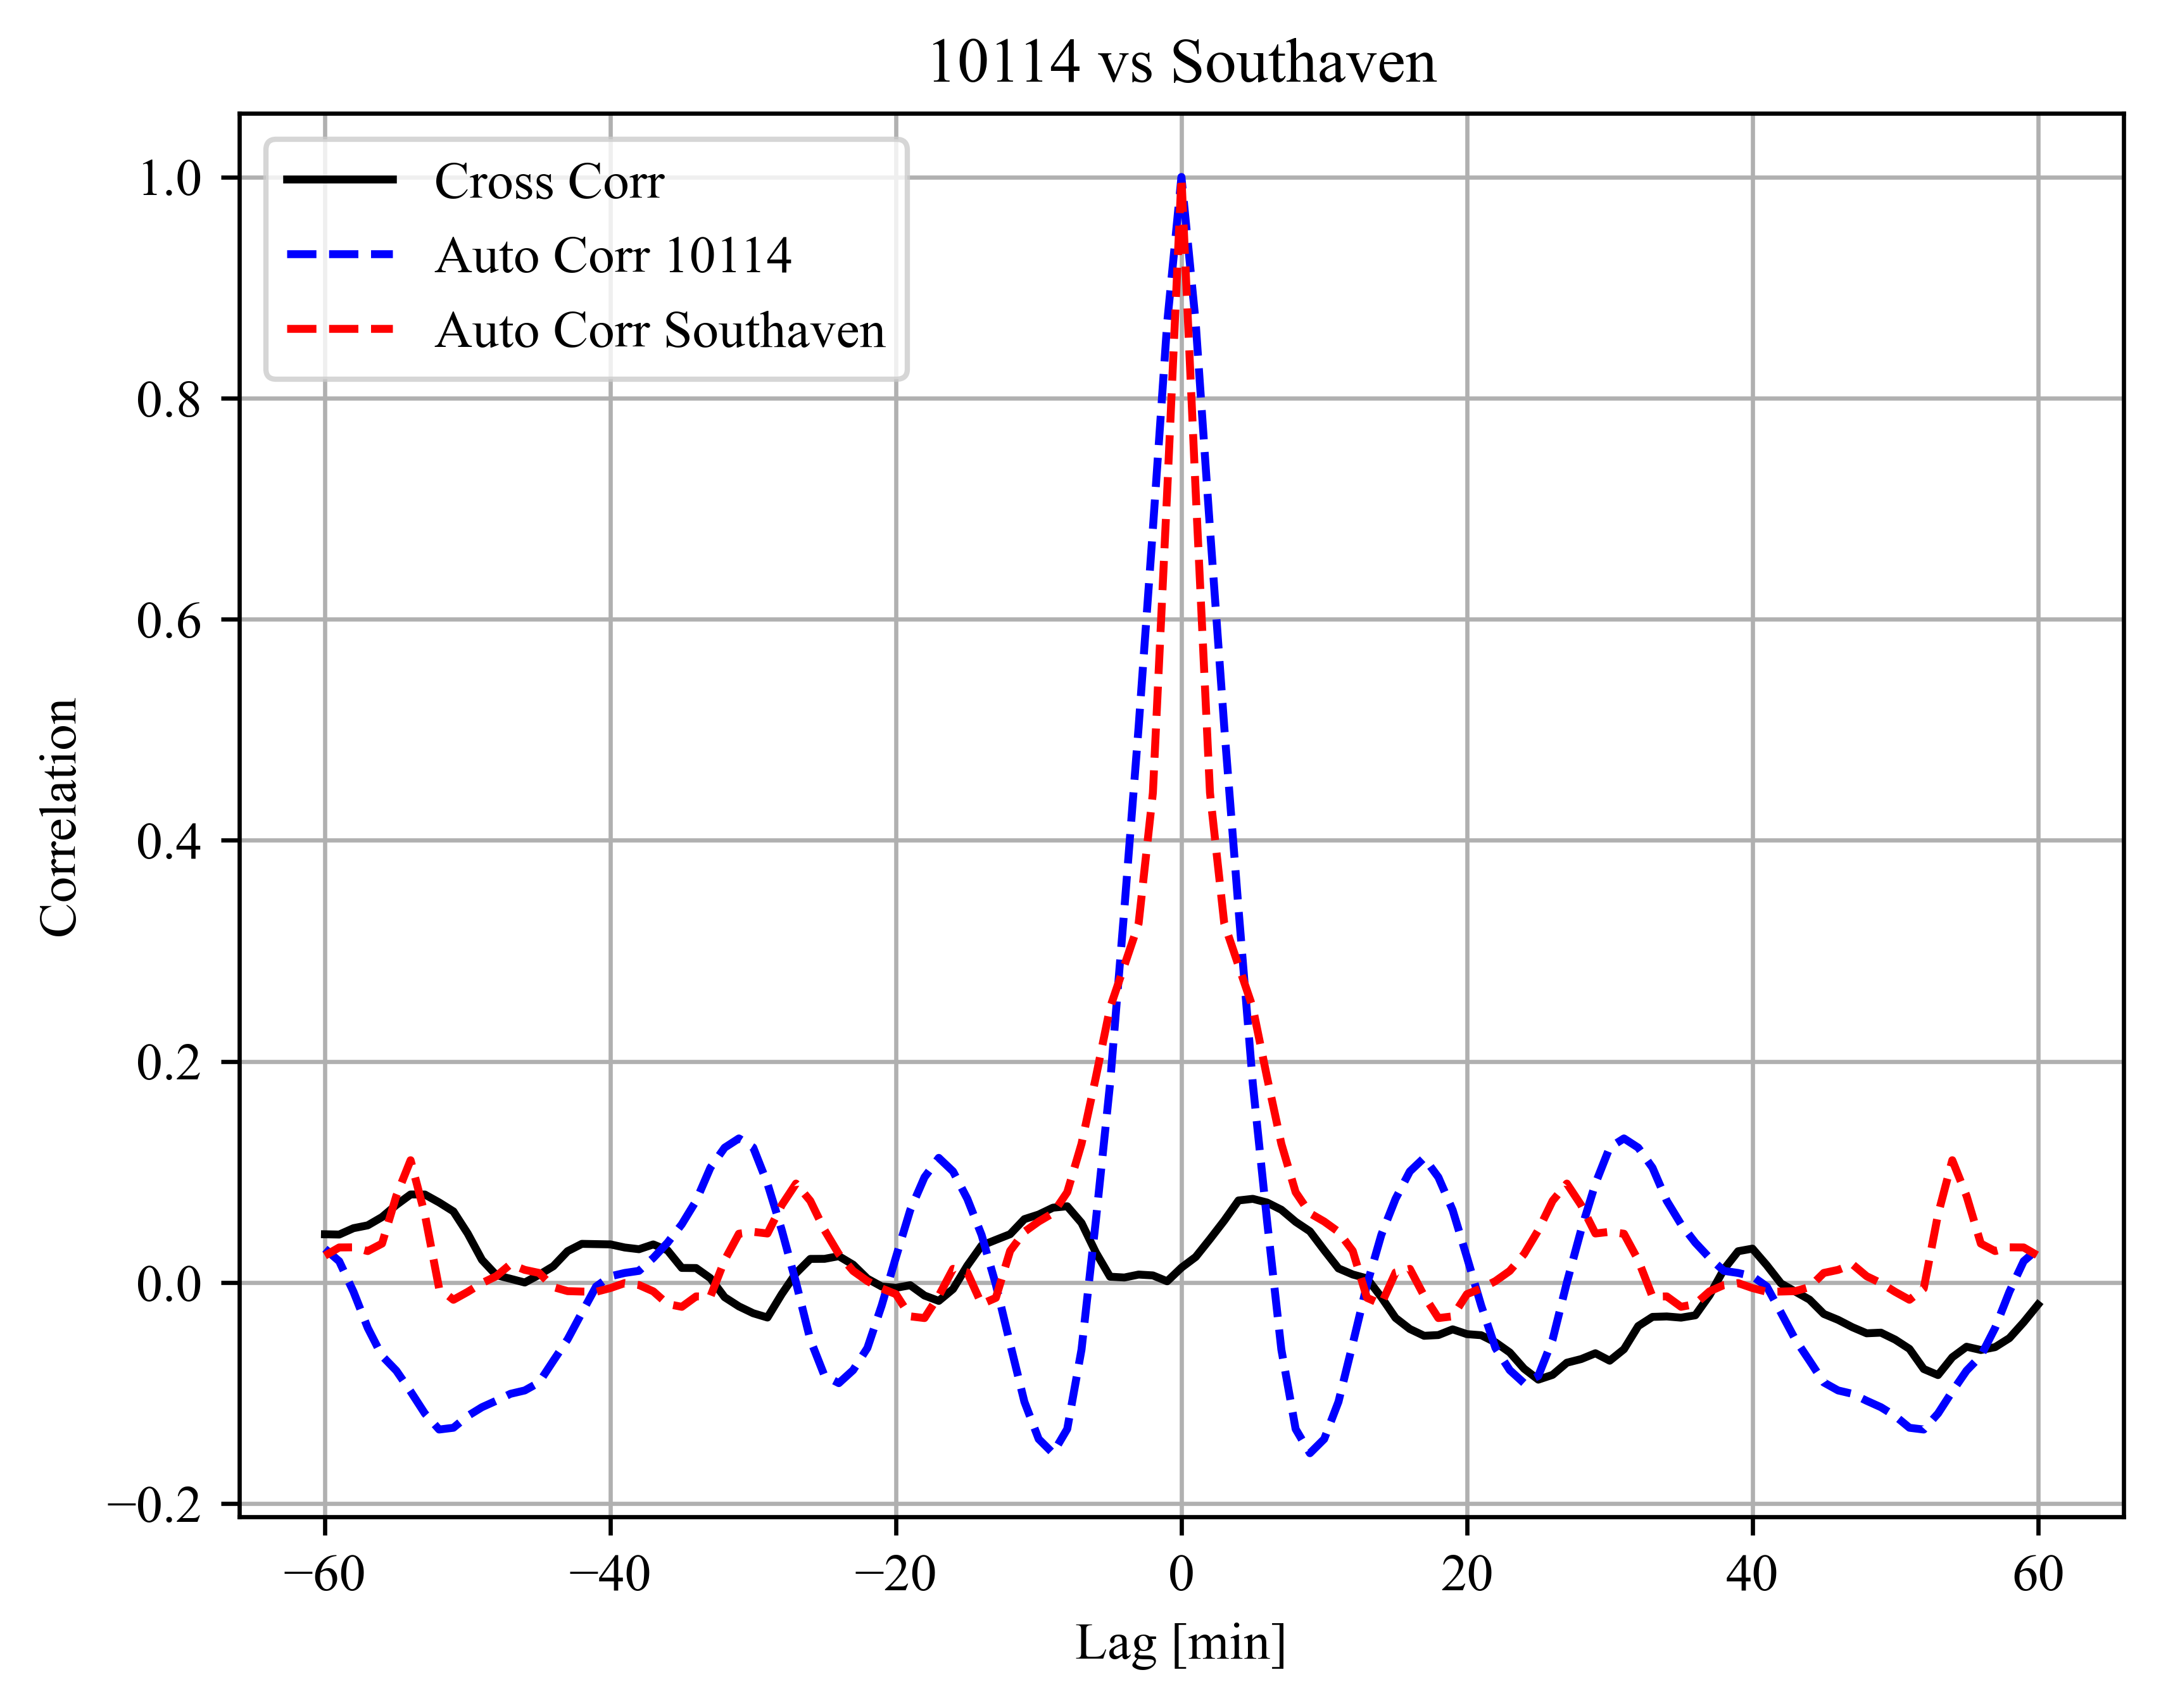 10114 vs Southaven
Cross Corr
Auto Corr 10114
Auto Corr Southaven
1.0
0.8
0.6
0.4
0.2
0.0
−0.2
Correlation
−60 −40 −20 0 20 40 60
Lag [min]